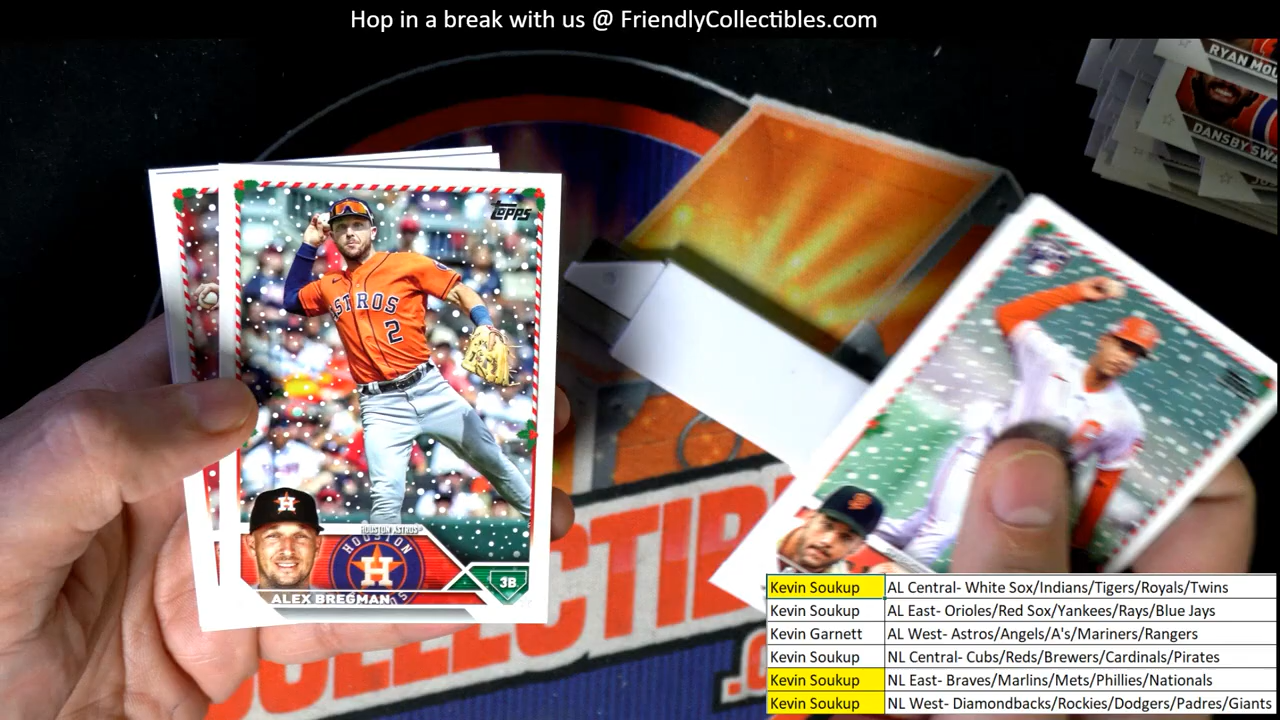 Hop in a break with us @ FriendlyCollectibles.com
RYAN MOU
DANSBY SWA
Topps
ASTROS
2
HOUSTON ASTROS
HOUSTON
H
3B
ALEX BREGMAN
COLLECTIBL
Kevin Soukup AL Central- White Sox/Indians/Tigers/Royals/Twins
Kevin Soukup AL East- Orioles/Red Sox/Yankees/Rays/Blue Jays
Kevin Garnett AL West- Astros/Angels/A's/Mariners/Rangers
Kevin Soukup NL Central- Cubs/Reds/Brewers/Cardinals/Pirates
Kevin Soukup NL East- Braves/Marlins/Mets/Phillies/Nationals
Kevin Soukup NL West- Diamondbacks/Rockies/Dodgers/Padres/Giants